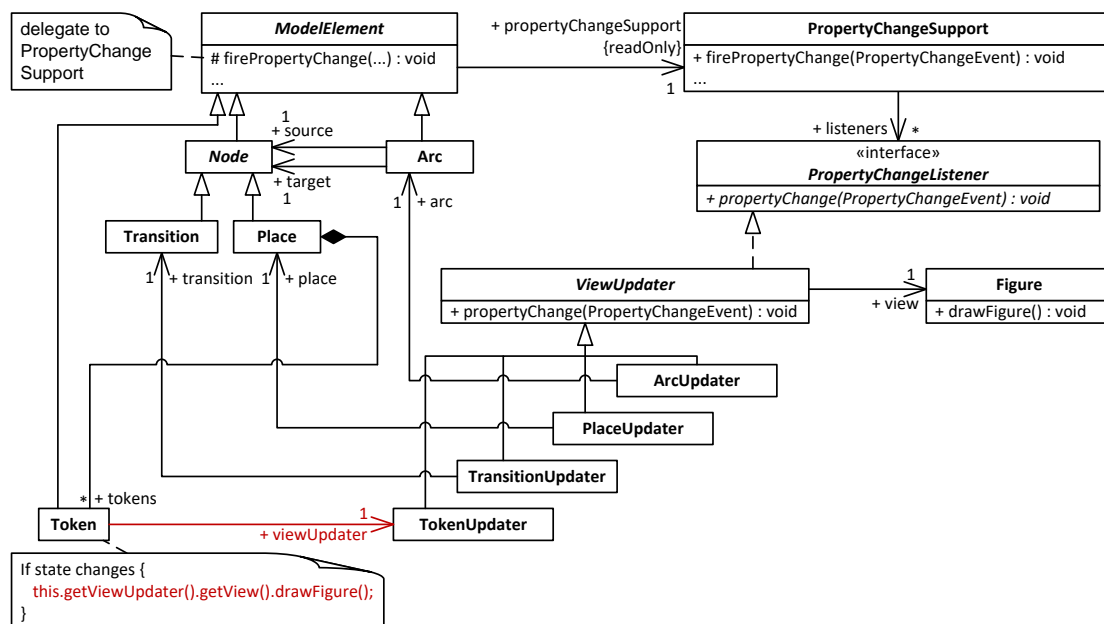 delegate to
PropertyChange
Support
ModelElement
# firePropertyChange(...) : void
...
+ propertyChangeSupport
{readOnly}
1
PropertyChangeSupport
+ firePropertyChange(PropertyChangeEvent) : void
...
1
+ source
+ listeners
*
Node
Arc
«interface»
PropertyChangeListener
+ propertyChange(PropertyChangeEvent) : void
+ target
1
1
+ arc
Transition
Place
1
+ transition
1
+ place
ViewUpdater
+ propertyChange(PropertyChangeEvent) : void
1
+ view
Figure
+ drawFigure() : void
ArcUpdater
PlaceUpdater
TransitionUpdater
*
+ tokens
Token
1
+ viewUpdater
TokenUpdater
If state changes {
this.getViewUpdater().getView().drawFigure();
}